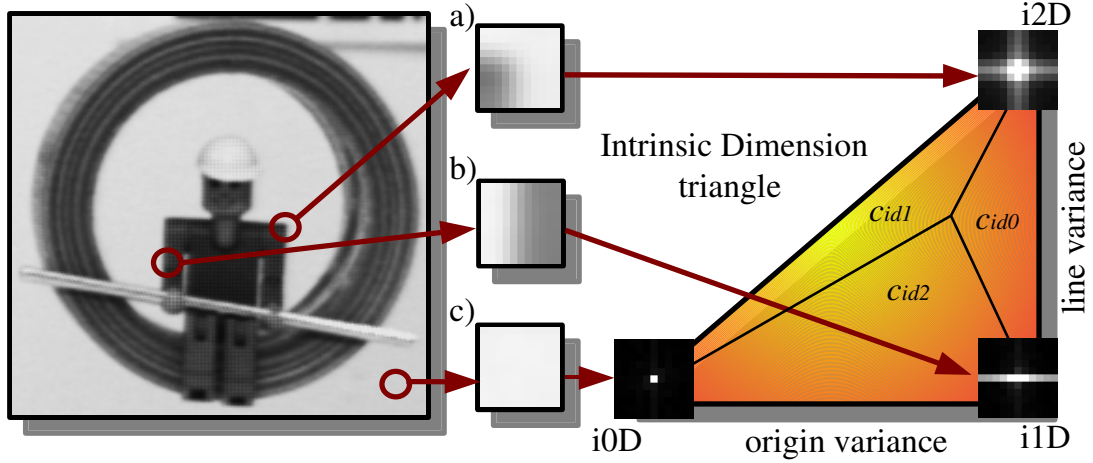 a)
b)
c)
i2D
Intrinsic Dimension
triangle
cid1
cid0
cid2
line variance
i0D
origin variance
i1D